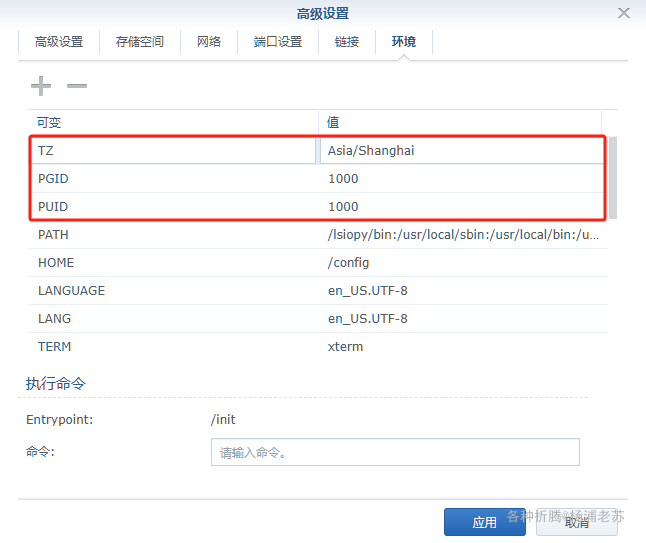 高级设置
高级设置 存储空间 网络 端口设置 链接 环境
可变 值
TZ Asia/Shanghai
PGID 1000
PUID 1000
PATH /lsiopy/bin:/usr/local/sbin:/usr/local/bin:/u...
HOME /config
LANGUAGE en_US.UTF-8
LANG en_US.UTF-8
TERM xterm
执行命令
Entrypoint: /init
命令: 请输入命令。
应用 取消
各种折腾@杨浦老苏